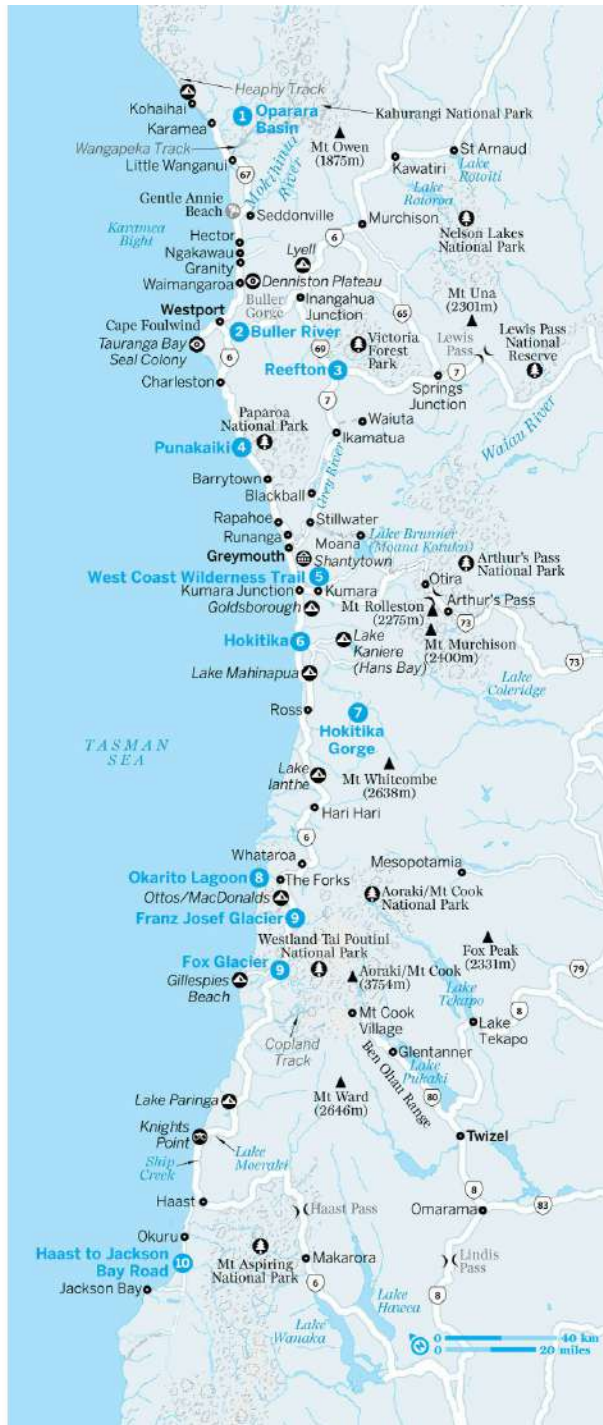 Heaphy Track
Kohaihai
1
Oparara
Basin
Kahurangi National Park
Karamea
Mt Owen
(1875m)
St Arnaud
Wangapeka Track
Little Wanganui
Kawatiri
Lake
Rotoiti
67
Mokihinui
River
Lake
Rotoroa
Gentle Annie
Beach
Seddonville
Murchison
Nelson Lakes
National Park
Karamea
Bight
Hector
Ngakawau
Granity
Lyell
6
Waimangaroa
Denniston Plateau
Mt Una
(2301m)
Buller
Gorge
Inangahua
Junction
65
Westport
Cape Foulwind
2
Buller River
Victoria
Forest
Park
Lewis
Pass
Lewis Pass
National
Reserve
Tauranga Bay
Seal Colony
6
69
Reefton
3
7
Charleston
Springs
Junction
7
Waiuta
Paparoa
National Park
Ikamatua
Waiau River
Punakaiki
4
Grey River
Barrytown
Blackball
Rapahoe
Stillwater
Runanga
Moana
Lake Brunner
(Moana Kotuku)
Greymouth
Shantytown
Arthur's Pass
National Park
West Coast Wilderness Trail
5
Otira
Kumara Junction
Kumara
Arthur's Pass
Goldsborough
Mt Rolleston
(2275m)
73
Hokitika
6
Lake
Kaniere
(Hans Bay)
Mt Murchison
(2400m)
73
Lake Mahinapua
Lake
Coleridge
Ross
7
Hokitika
Gorge
TASMAN
SEA
Lake
Ianthe
Mt Whitcombe
(2638m)
Hari Hari
6
Whataroa
Mesopotamia
Okarito Lagoon
8
The Forks
Ottos/MacDonalds
Aoraki/Mt Cook
National Park
Franz Josef Glacier
9
Westland Tai Poutini
National Park
Fox Peak
(2331m)
Fox Glacier
9
79
Gillespies
Beach
Aoraki/Mt Cook
(3754m)
Lake
Tekapo
8
Mt Cook
Village
Lake
Tekapo
Copland
Track
Glentanner
Lake
Pukaki
Ben Ohau Range
Mt Ward
(2646m)
80
Lake Paringa
Knights
Point
Twizel
Lake
Moeraki
Ship
Creek
8
Haast
Haast Pass
Omarama
83
Okuru
Haast to Jackson
Bay Road
10
Mt Aspiring
National Park
Makarora
Lindis
Pass
Jackson Bay
6
Lake
Hawea
8
Lake
Wanaka
0 40 km
0 20 miles